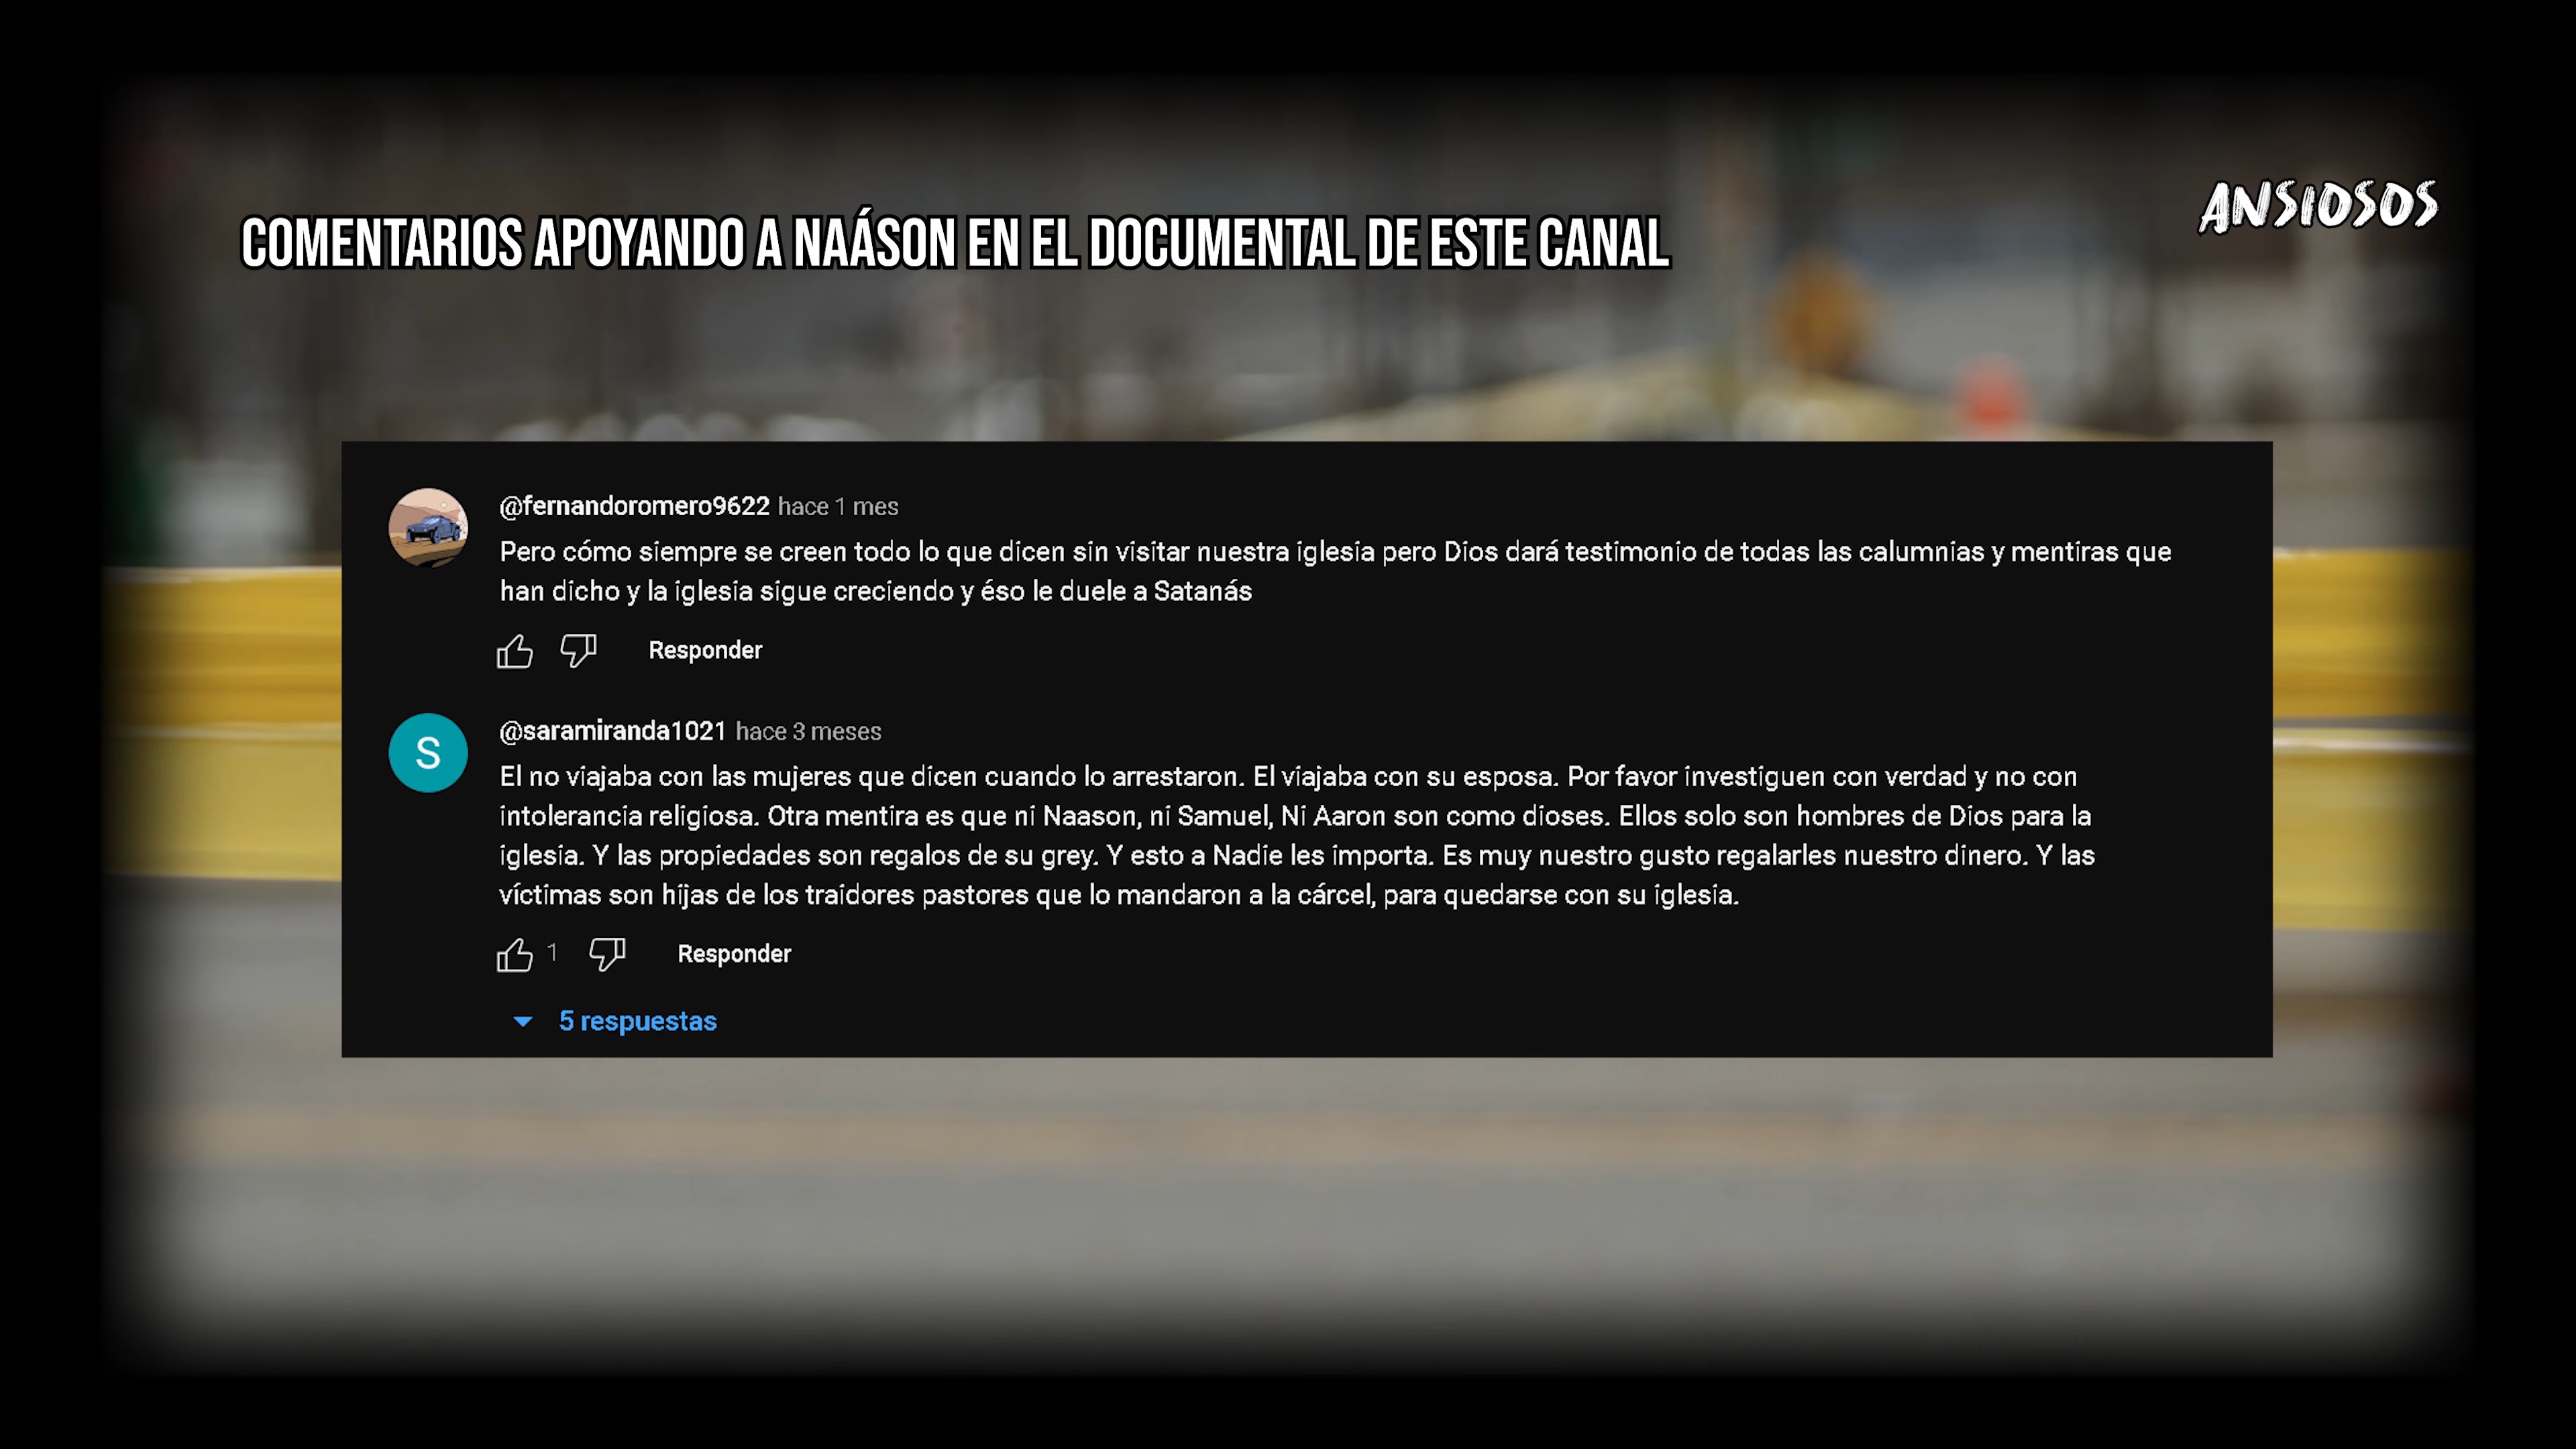 COMENTARIOS APOYANDO A NAÁSON EN EL DOCUMENTAL DE ESTE CANAL
ANSIOSOS
@fernandoromero9622 hace 1 mes
Pero cómo siempre se creen todo lo que dicen sin visitar nuestra iglesia pero Dios dará testimonio de todas las calumnias y mentiras que
han dicho y la iglesia sigue creciendo y éso le duele a Satanás
Responder
S
@saramiranda1021 hace 3 meses
El no viajaba con las mujeres que dicen cuando lo arrestaron. El viajaba con su esposa. Por favor investiguen con verdad y no con
intolerancia religiosa. Otra mentira es que ni Naason, ni Samuel, Ni Aaron son como dioses. Ellos solo son hombres de Dios para la
iglesia. Y las propiedades son regalos de su grey. Y esto a Nadie les importa. Es muy nuestro gusto regalarles nuestro dinero. Y las
víctimas son hijas de los traidores pastores que lo mandaron a la cárcel, para quedarse con su iglesia.
1 Responder
5 respuestas